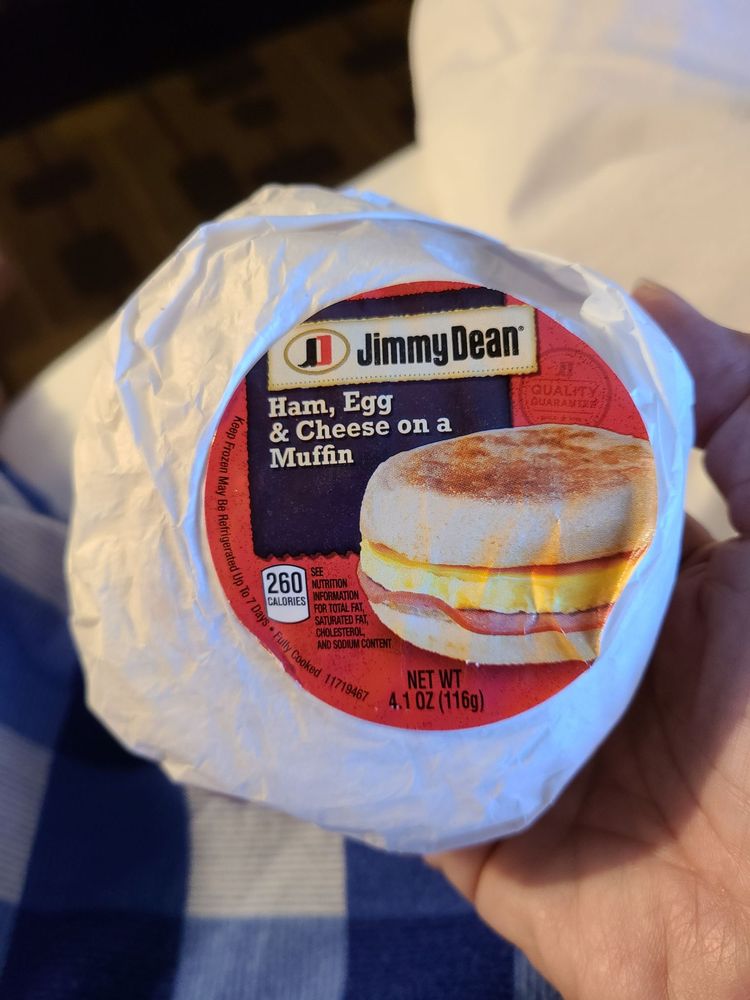 Jimmy Dean®
QUALITY
GUARANTEE
Ham, Egg
& Cheese on a
Muffin
260
CALORIES
SEE
NUTRITION
INFORMATION
FOR TOTAL FAT,
SATURATED FAT,
CHOLESTEROL,
AND SODIUM CONTENT
NET WT
4.1 OZ (116g)
Keep Frozen May Be Refrigerated Up To 7 Days • Fully Cooked 11719467